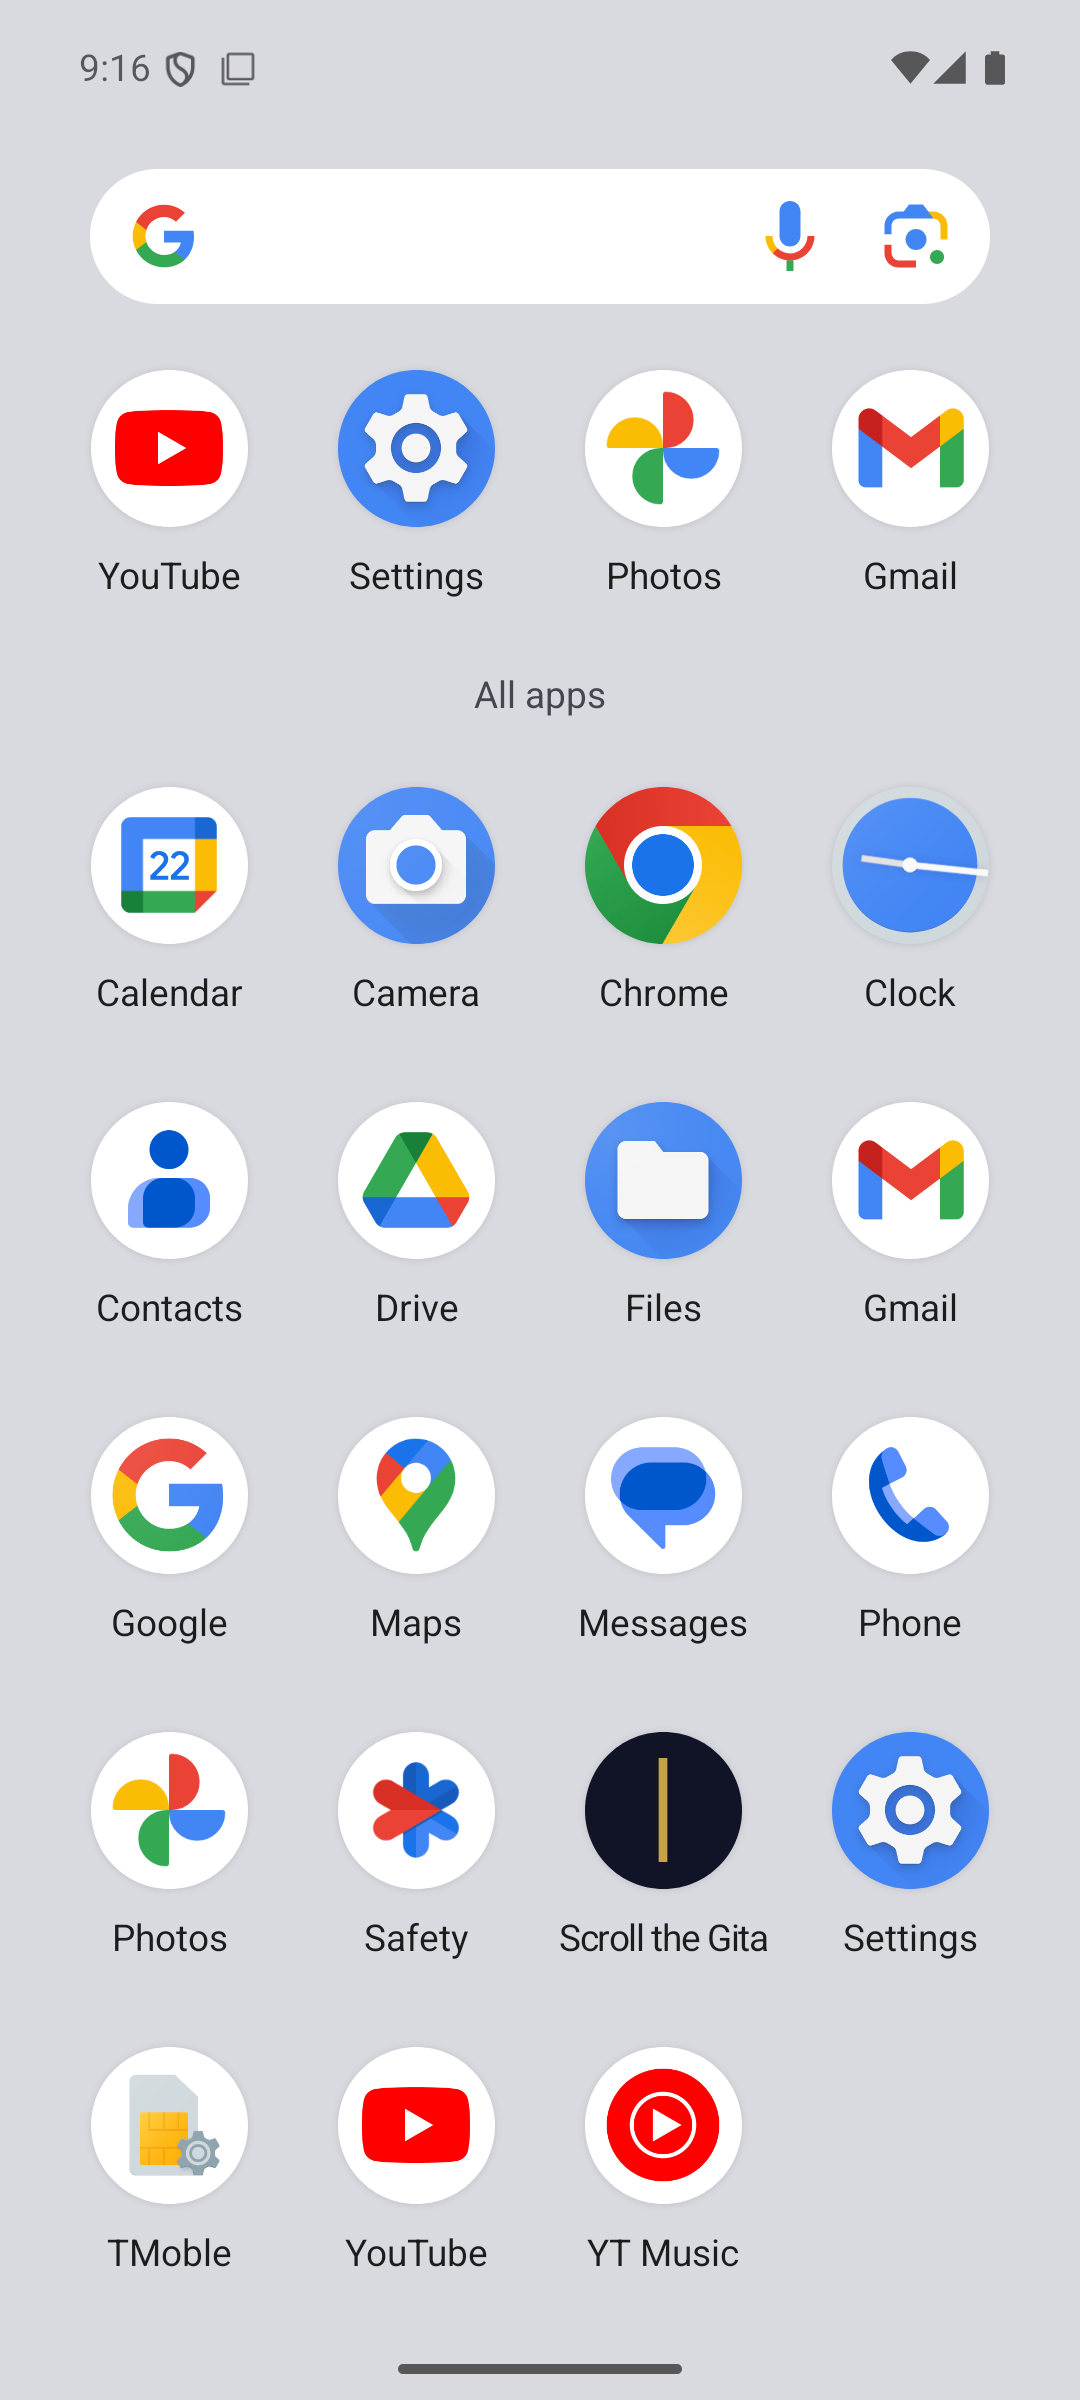 9:16
YouTube Settings Photos Gmail
All apps
22
Calendar Camera Chrome Clock
Contacts Drive Files Gmail
Google Maps Messages Phone
Photos Safety Scroll the Gita Settings
TMoble YouTube YT Music